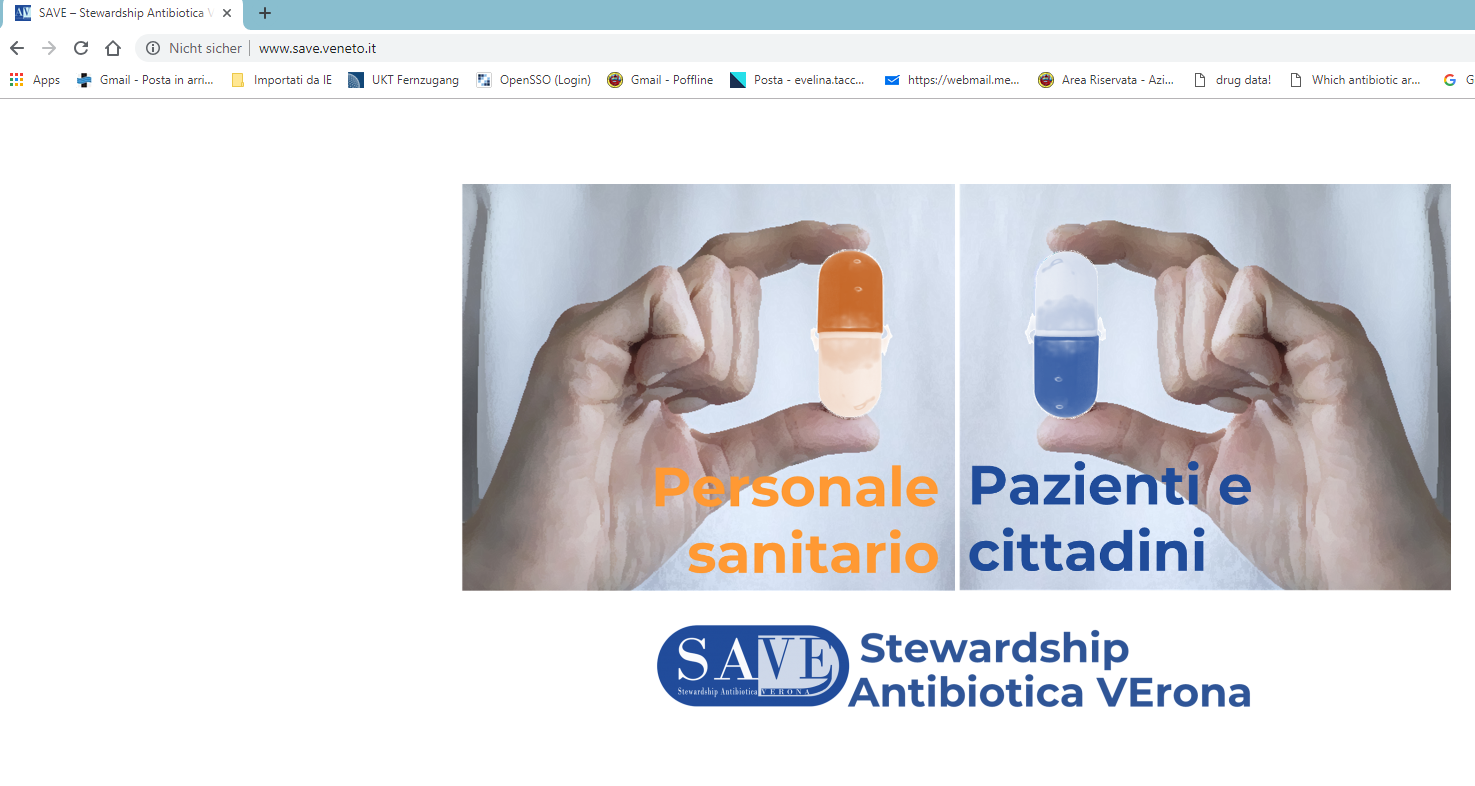 SAVE – Stewardship Antibiotica V
Nicht sicher | www.save.veneto.it
Apps Gmail - Posta in arri... Importati da IE UKT Fernzugang OpenSSO (Login) Gmail - Poffline Posta - evelina.tacc... https://webmail.me... Area Riservata - Azi... drug data! Which antibiotic ar... G
Personale
sanitario
Pazienti e
cittadini
SAVE
Stewardship Antibiotica VERONA
Stewardship
Antibiotica VErona